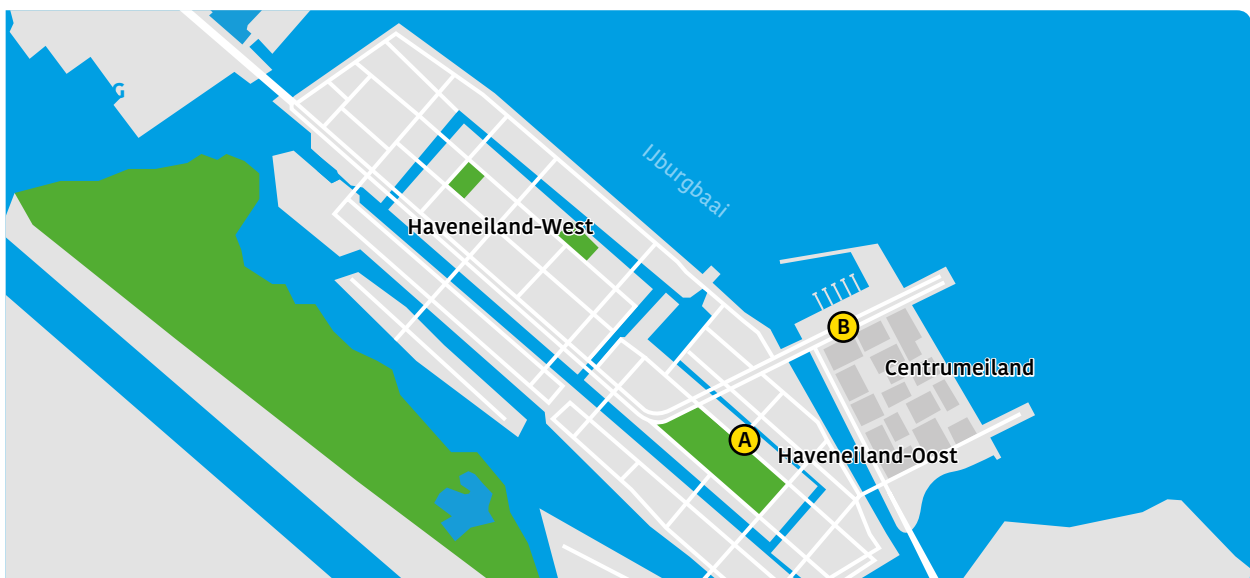 G
IJburgbaai
Haveneiland-West
B
Centrumeiland
A
Haveneiland-Oost